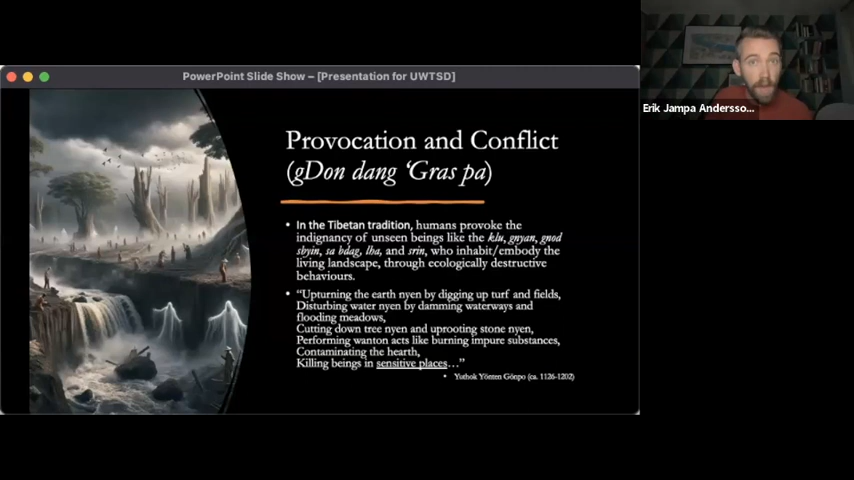 PowerPoint Slide Show – [Presentation for UWTSD]
Erik Jampa Andersso...
Provocation and Conflict
(gDon dang ‘Gras pa)
• In the Tibetan tradition, humans provoke the
indignancy of unseen beings like the klu, gnyan, gnod
sbyin, sa bdag, lha, and srin, who inhabit/embody the
living landscape, through ecologically destructive
behaviours.
• “Upturning the earth nyen by digging up turf and fields,
Disturbing water nyen by damming waterways and
flooding meadows,
Cutting down tree nyen and uprooting stone nyen,
Performing wanton acts like burning impure substances,
Contaminating the hearth,
Killing beings in sensitive places…”
• Yuthok Yönten Gönpo (ca. 1126-1202)